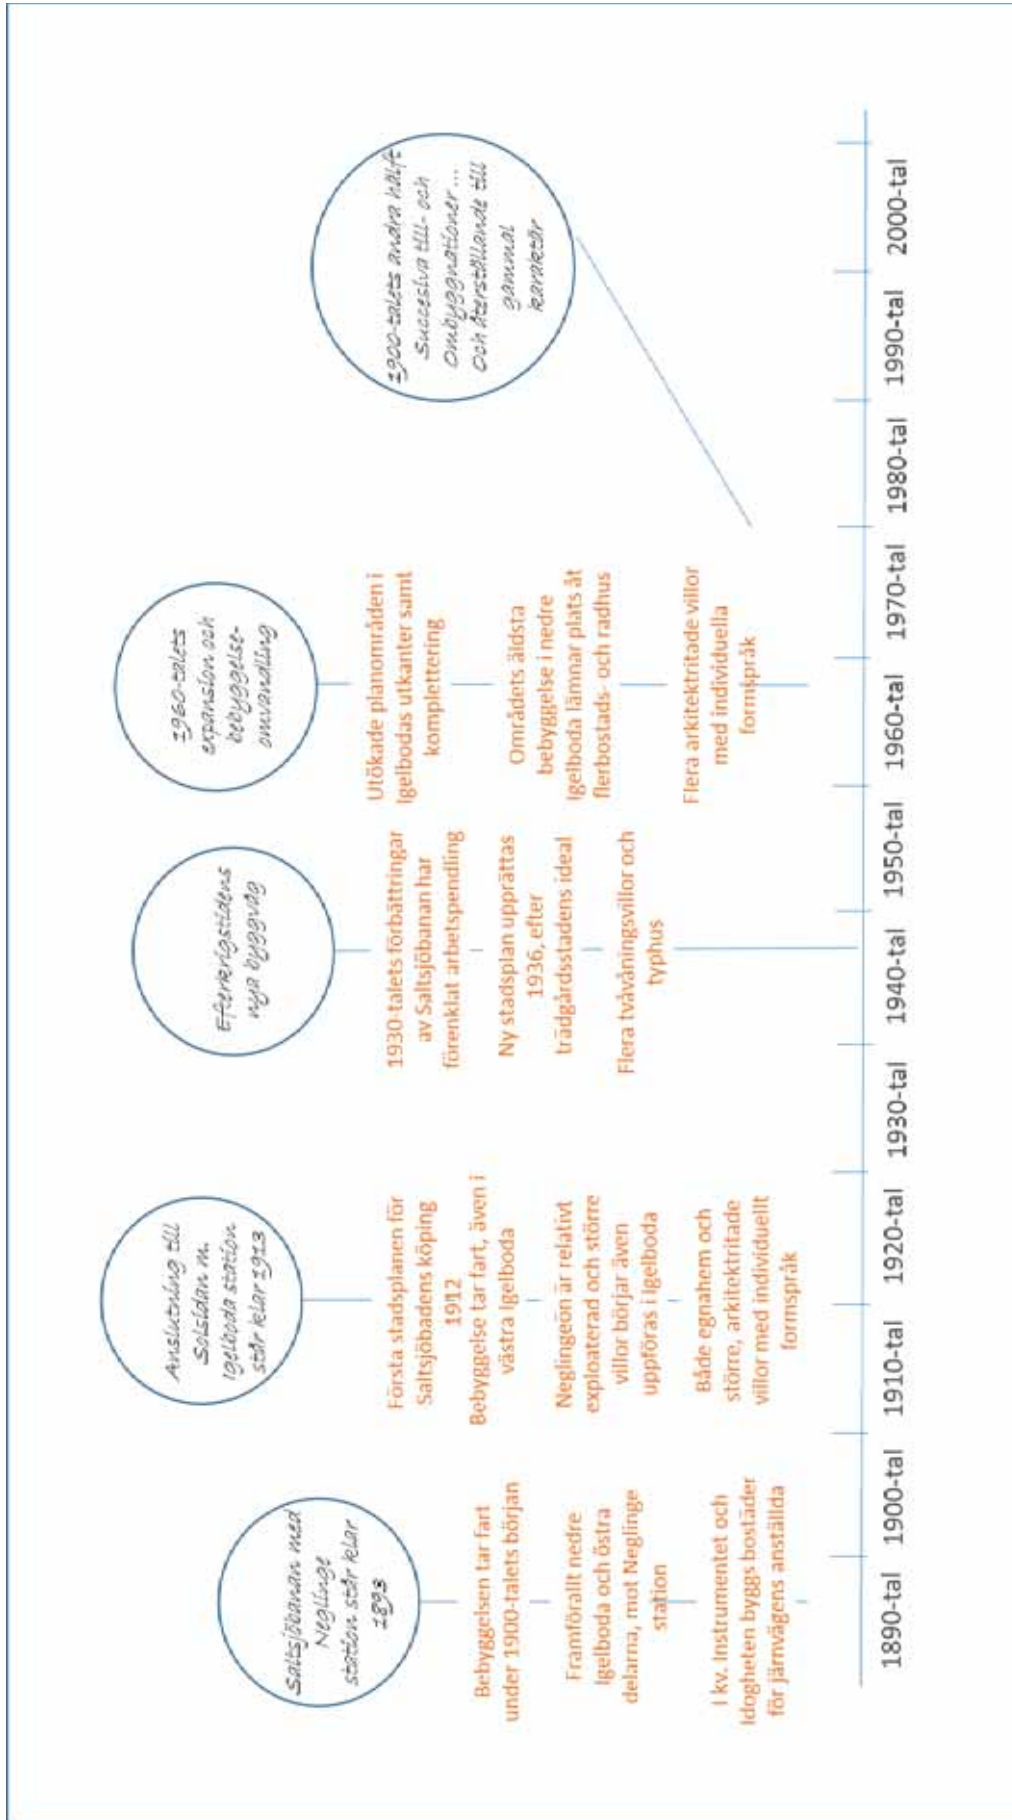 Saltsjöbanan med
Neglinge
station står klar
1893
Bebyggelsen tar fart
under 1900-talets början
Framförallt nedre
Igelboda och östra
delarna, mot Neglinge
station
I kv. Instrumentet och
Idogheten byggs bostäder
för järnvägens anställda
Anslutning till
Solsidan m.
Igelboda station
står klar 1913
Första stadsplanen för
Saltsjöbadens köping
1912
Bebyggelse tar fart, även i
västra Igelboda
Neglingeön är relativt
exploaterad och större
villor börjar även
uppföras i Igelboda
Både egnahem och
större, arkitektritade
villor med individuellt
formspråk
Efterkrigstidens
nya byggvåg
1930-talets förbättringar
av Saltsjöbanan har
förenklat arbetspendling
Ny stadsplan upprättas
1936, efter
trädgårdsstadens ideal
Flera tvåvåningsvillor och
typhus
1960-talets
expansion och
bebyggelse-
omvandling
Utökade planområden i
Igelbodas utkanter samt
komplettering
Områdets äldsta
bebyggelse i nedre
Igelboda lämnar plats åt
flerbostads- och radhus
Flera arkitektritade villor
med individuella
formspråk
1900-talets andra hälft
Succesiva till- och
Ombyggnationer ...
Och återställande till
gammal
karaktär
1890-tal 1900-tal 1910-tal 1920-tal 1930-tal 1940-tal 1950-tal 1960-tal 1970-tal 1980-tal 1990-tal 2000-tal